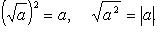 (√a)² = a,  √a² = |a|